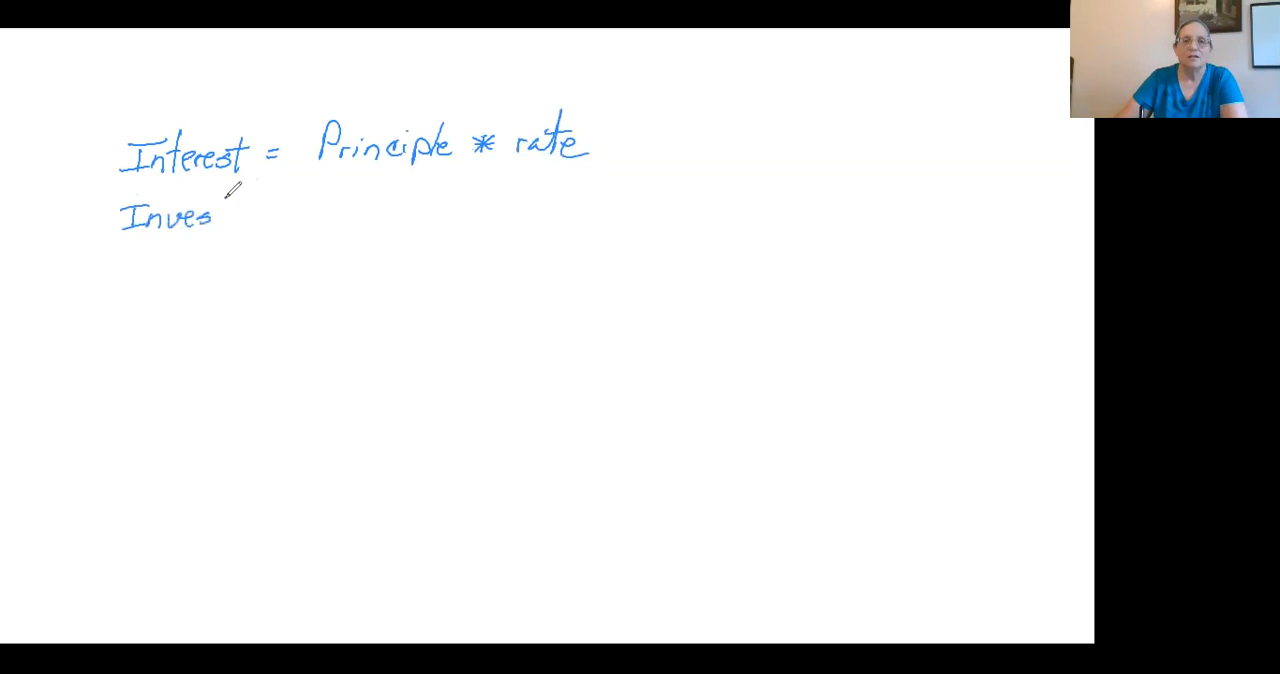 Interest = Principle * rate
Inves